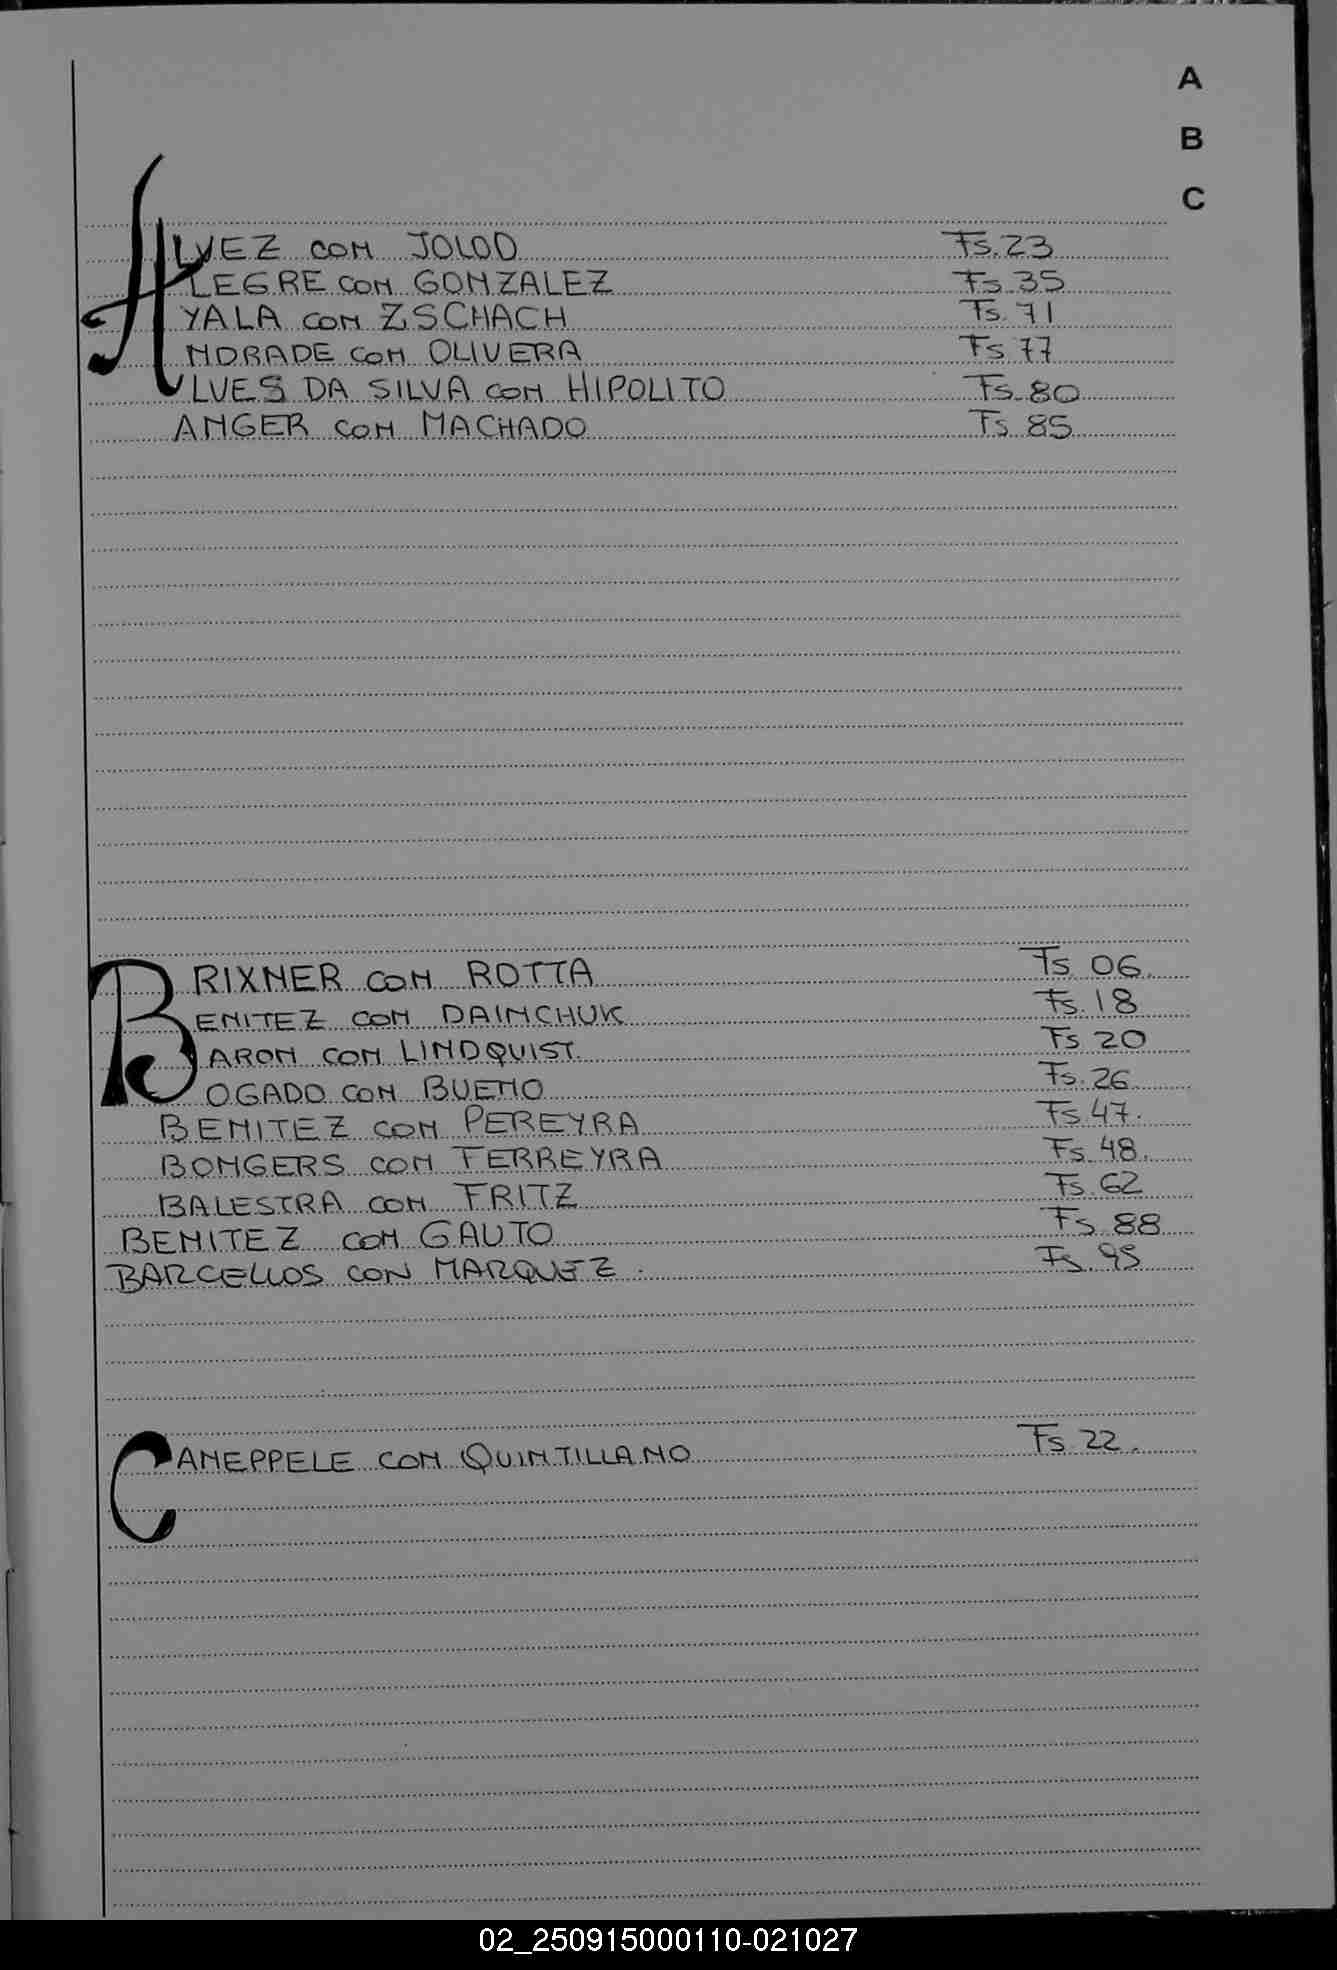 A
B
C
ALVEZ CON JOLOD Fs. 23
ALEGRE CON GONZALEZ Fs. 35
AYALA CON ZSCHACH Fs. 71
ANDRADE CON OLIVERA Fs. 77
ALVES DA SILVA CON HIPOLITO Fs. 80
ANGER CON MACHADO Fs. 85
BRIXNER CON ROTTA Fs 06.
BENITEZ CON DAINCHUK Fs. 18
BARON CON LINDQUIST. Fs 20
BOGADO CON BUENO Fs. 26
BENITEZ CON PEREYRA Fs. 47.
BONGERS CON FERREYRA Fs. 48.
BALESTRA CON FRITZ Fs. 62
BENITEZ CON GAUTO Fs. 88
BARCELLOS CON MARQUEZ. Fs. 95
CANEPPELE CON QUINTILLANO Fs 22.
02_250915000110-021027